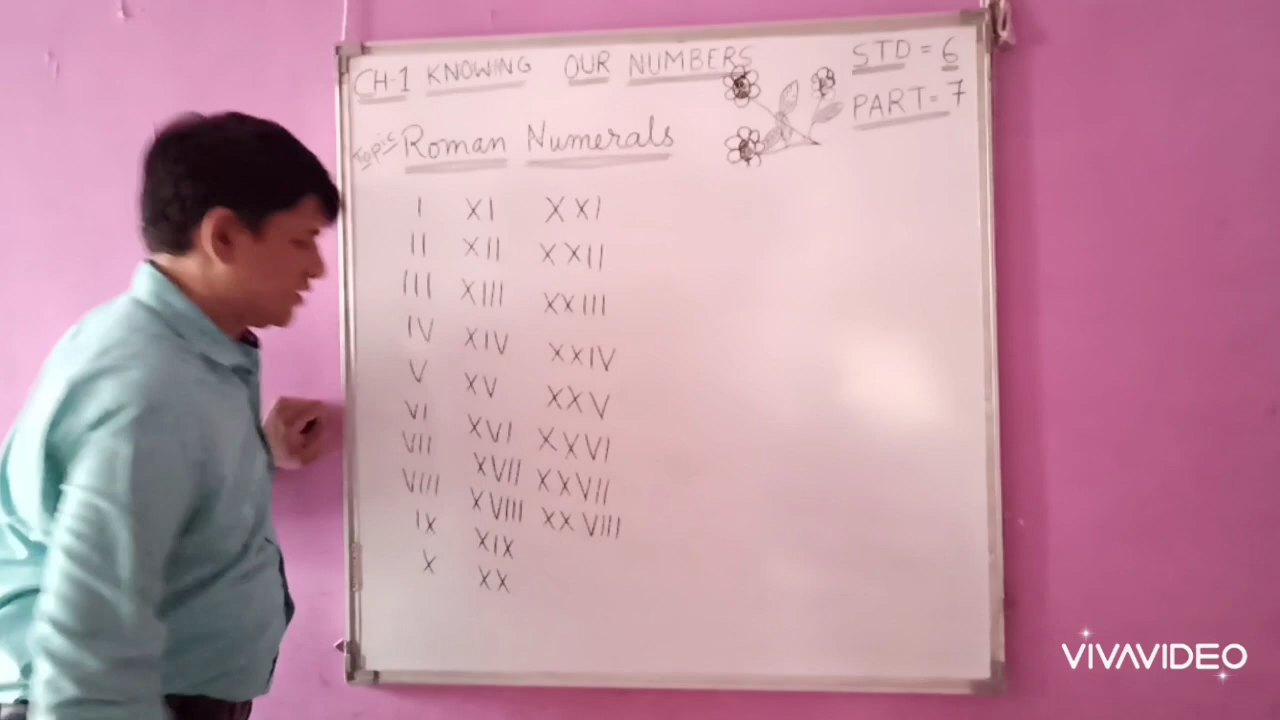 CH-1 KNOWING OUR NUMBERS
STD = 6
PART = 7
Topic Roman Numerals
I XI XXI
II XII XXII
III XIII XXIII
IV XIV XXIV
V XV XXV
VI XVI XXVI
VII XVII XXVII
VIII XVIII XXVIII
IX XIX
X XX
VIVAVIDEO